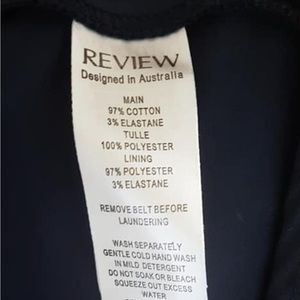 REVIEW
Designed in Australia
MAIN
97% COTTON
3% ELASTANE
TULLE
100% POLYESTER
LINING
97% POLYESTER
3% ELASTANE
REMOVE BELT BEFORE
LAUNDERING
WASH SEPARATELY
GENTLE COLD HAND WASH
IN MILD DETERGENT
DO NOT SOAK OR BLEACH
SQUEEZE OUT EXCESS
WATER